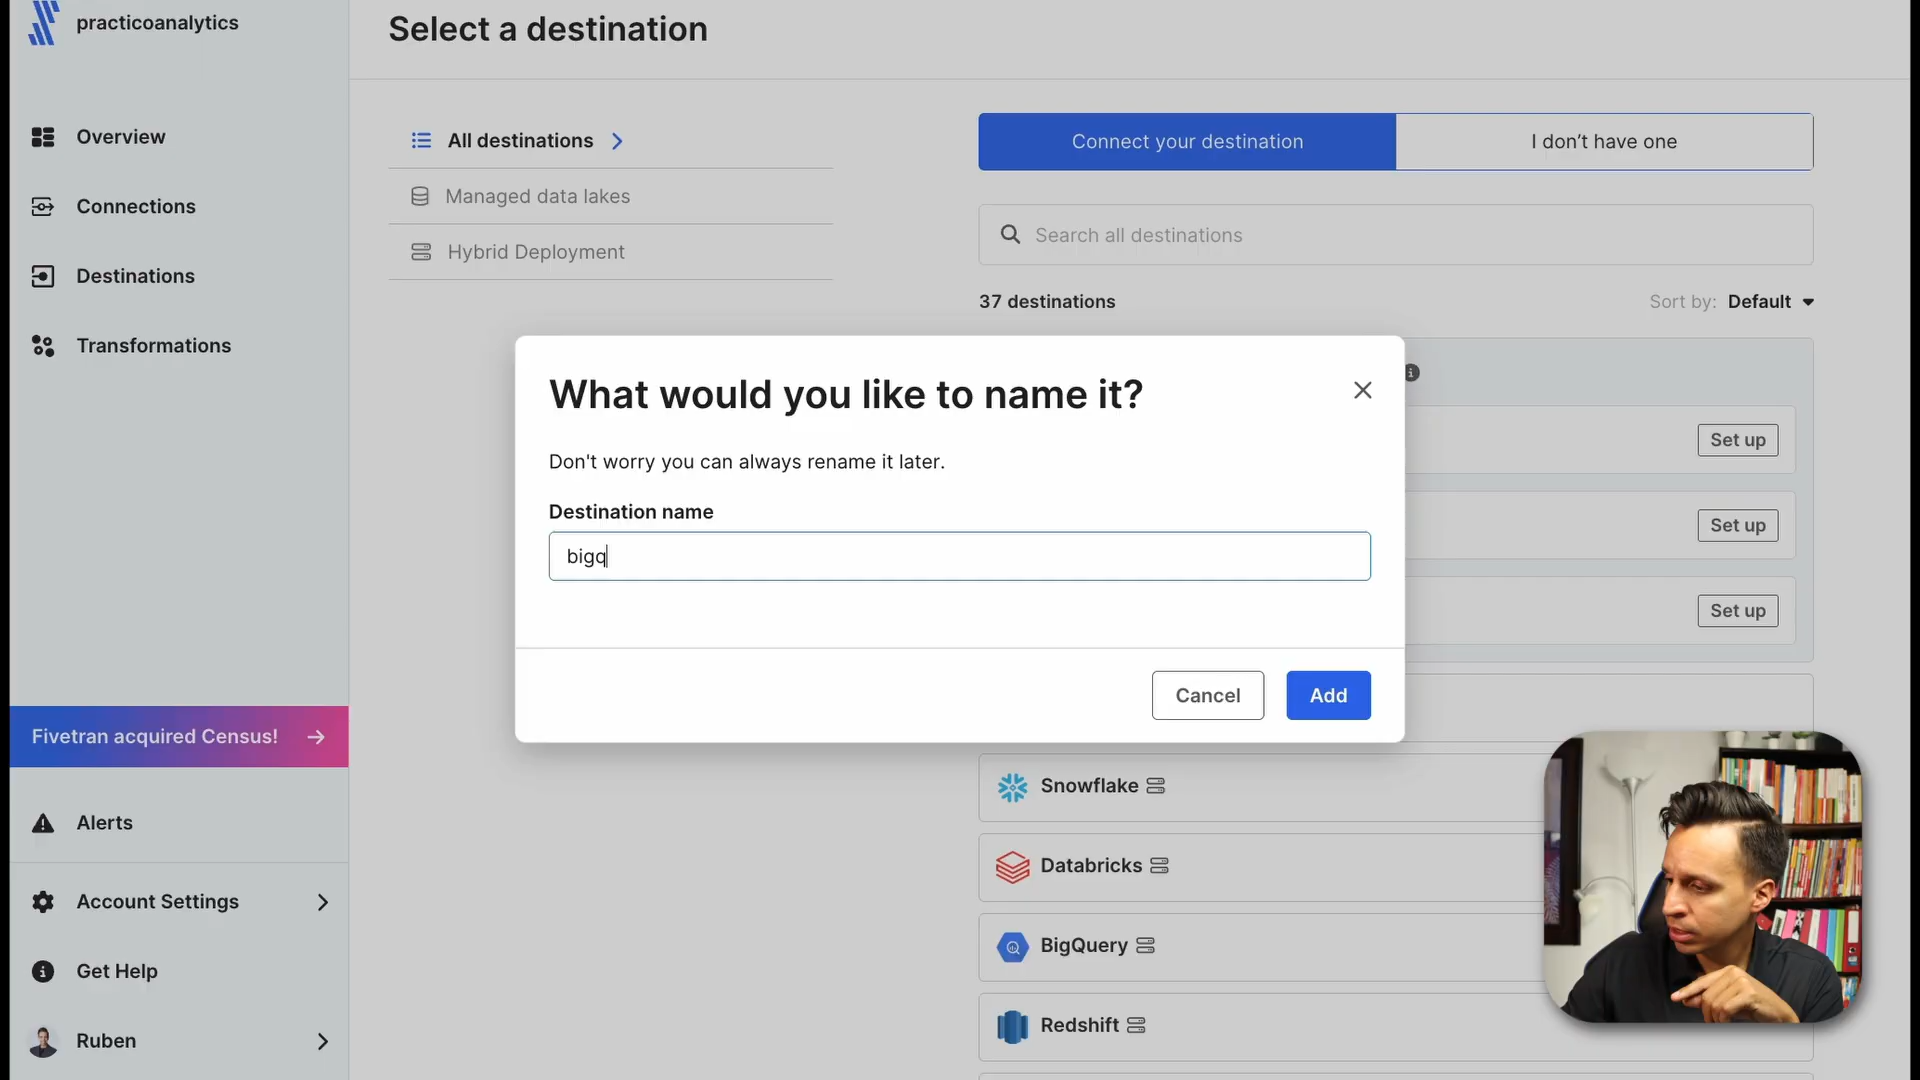 practicoanalytics
Overview
Connections
Destinations
Transformations
Fivetran acquired Census!
Alerts
Account Settings
Get Help
Ruben
Select a destination
All destinations
Managed data lakes
Hybrid Deployment
Connect your destination
I don't have one
Search all destinations
37 destinations
Sort by: Default
Set up
Set up
Set up
What would you like to name it?
Don't worry you can always rename it later.
Destination name
bigq
Cancel
Add
Snowflake
Databricks
BigQuery
Redshift